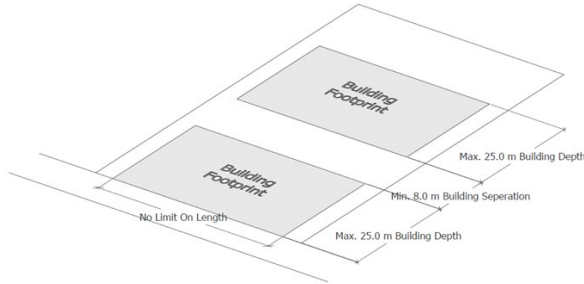 Building
Footprint
Max. 25.0 m Building Depth
Building
Footprint
Min. 8.0 m Building Seperation
No Limit On Length
Max. 25.0 m Building Depth